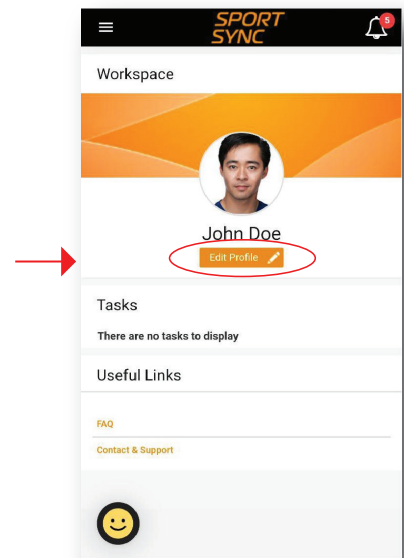 SPORT
SYNC
5
Workspace
John Doe
Edit Profile
Tasks
There are no tasks to display
Useful Links
FAQ
Contact & Support